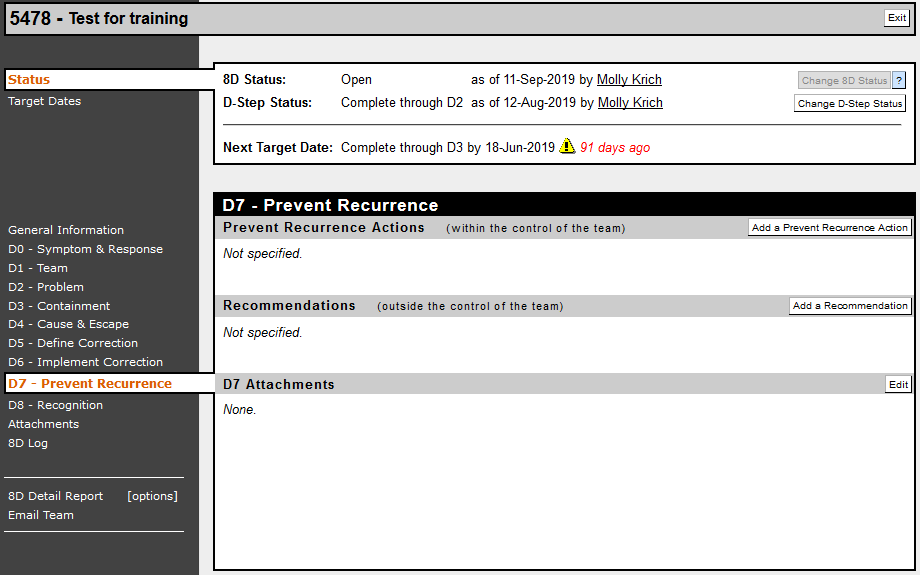 5478 - Test for training
Exit
Status
Target Dates
General Information
D0 - Symptom & Response
D1 - Team
D2 - Problem
D3 - Containment
D4 - Cause & Escape
D5 - Define Correction
D6 - Implement Correction
D7 - Prevent Recurrence
D8 - Recognition
Attachments
8D Log
8D Detail Report [options]
Email Team
8D Status: Open as of 11-Sep-2019 by Molly Krich Change 8D Status ?
D-Step Status: Complete through D2 as of 12-Aug-2019 by Molly Krich Change D-Step Status
Next Target Date: Complete through D3 by 18-Jun-2019 91 days ago
D7 - Prevent Recurrence
Prevent Recurrence Actions (within the control of the team) Add a Prevent Recurrence Action
Not specified.
Recommendations (outside the control of the team) Add a Recommendation
Not specified.
D7 Attachments Edit
None.